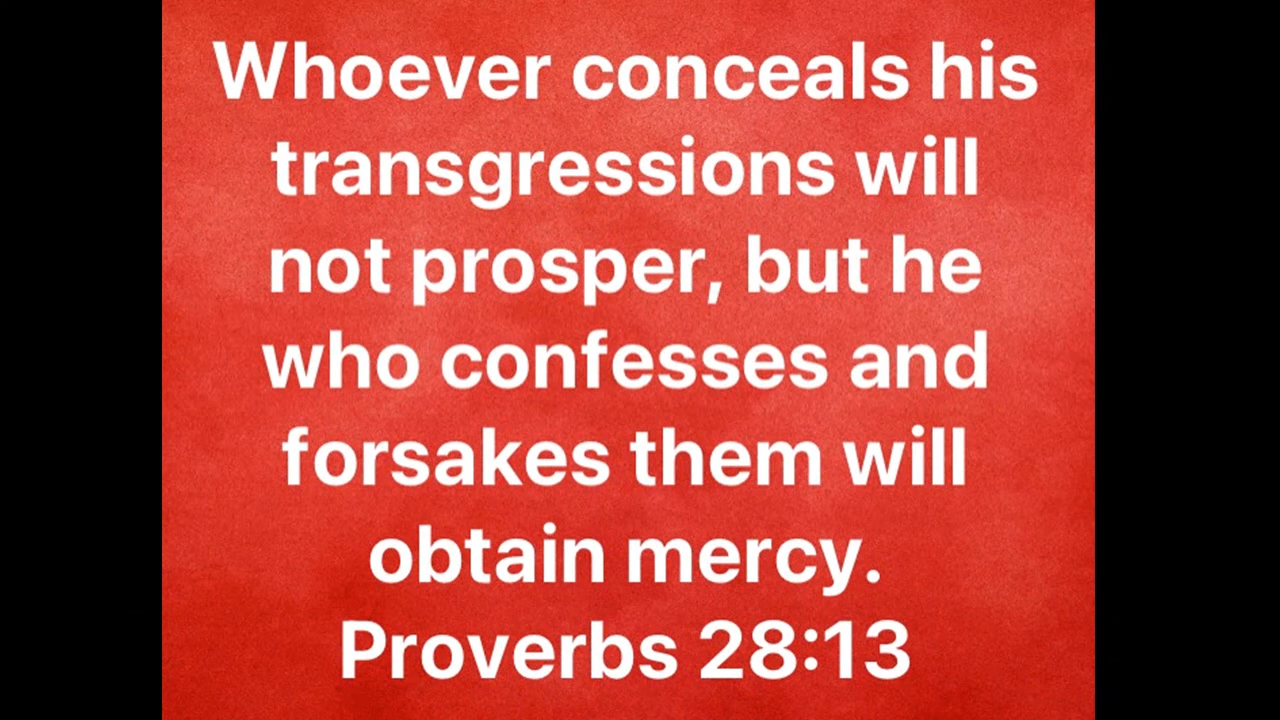 Whoever conceals his
transgressions will
not prosper, but he
who confesses and
forsakes them will
obtain mercy.
Proverbs 28:13